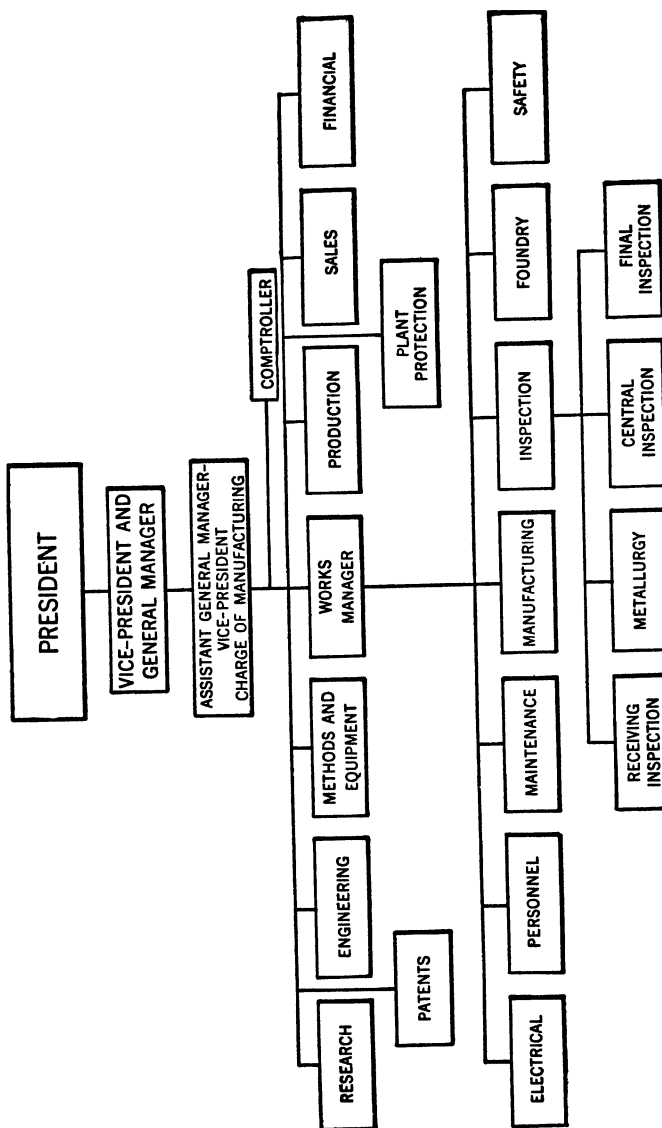 PRESIDENT
VICE-PRESIDENT AND
GENERAL MANAGER
ASSISTANT GENERAL MANAGER–
VICE-PRESIDENT
CHARGE OF MANUFACTURING
COMPTROLLER
RESEARCH
ENGINEERING
METHODS AND
EQUIPMENT
WORKS
MANAGER
PRODUCTION
SALES
FINANCIAL
PATENTS
PLANT
PROTECTION
ELECTRICAL
PERSONNEL
MAINTENANCE
MANUFACTURING
INSPECTION
FOUNDRY
SAFETY
RECEIVING
INSPECTION
METALLURGY
CENTRAL
INSPECTION
FINAL
INSPECTION